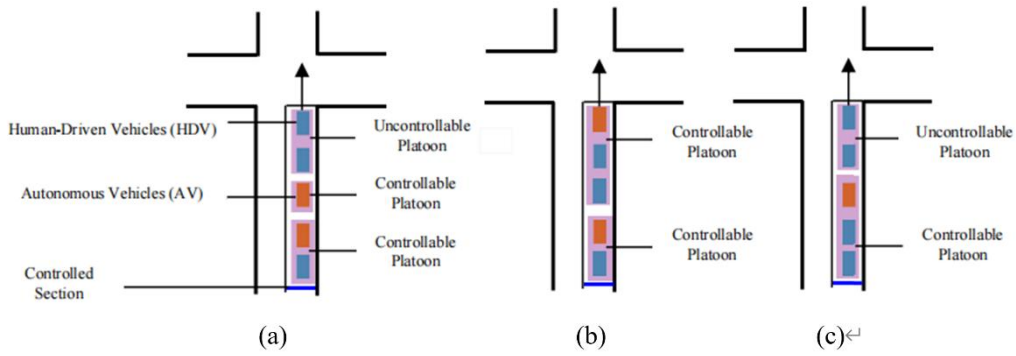 Human-Driven Vehicles (HDV)
Autonomous Vehicles (AV)
Controlled
Section
Uncontrollable
Platoon
Controllable
Platoon
Controllable
Platoon
(a)
Controllable
Platoon
Controllable
Platoon
(b)
Uncontrollable
Platoon
Controllable
Platoon
(c)↵